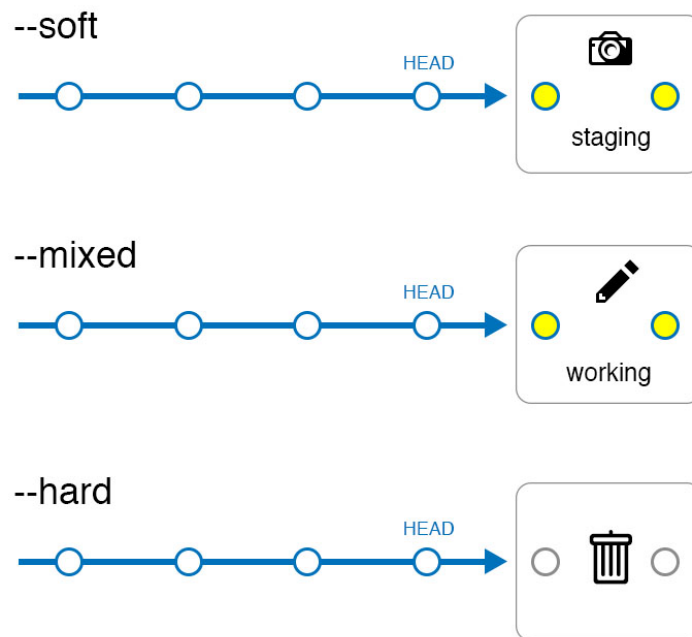 --soft
HEAD
staging
--mixed
HEAD
working
--hard
HEAD